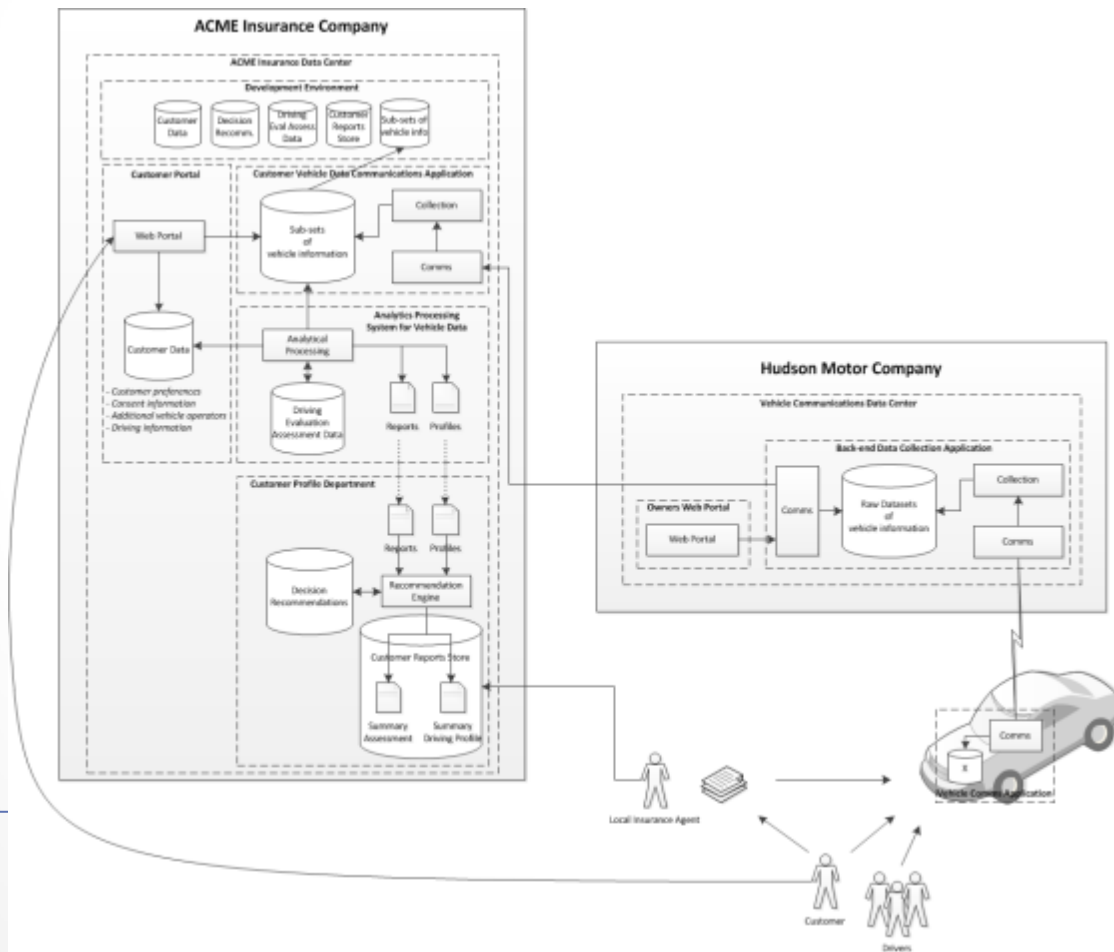 ACME Insurance Company
ACME Insurance Data Center
Development Environment
Customer
Data
Decision
Recomm.
Driving
Eval Assess
Data
Customer
Reports
Store
Sub-sets of
vehicle info
Customer Portal
Customer Vehicle Data Communications Application
Web Portal
Sub-sets
of
vehicle information
Collection
Comms
Customer Data
- Customer preferences
- Consent information
- Additional vehicle operators
- Driving information
Analytics Processing
System for Vehicle Data
Analytical
Processing
Driving
Evaluation
Assessment Data
Reports
Profiles
Customer Profile Department
Reports
Profiles
Decision
Recommendations
Recommendation
Engine
Customer Reports Store
Summary
Assessment
Summary
Driving Profile
Hudson Motor Company
Vehicle Communications Data Center
Back-end Data Collection Application
Owners Web Portal
Web Portal
Comms
Raw Datasets
of
vehicle information
Collection
Comms
Comms
X
Vehicle Comms Application
Local Insurance Agent
Customer
Drivers